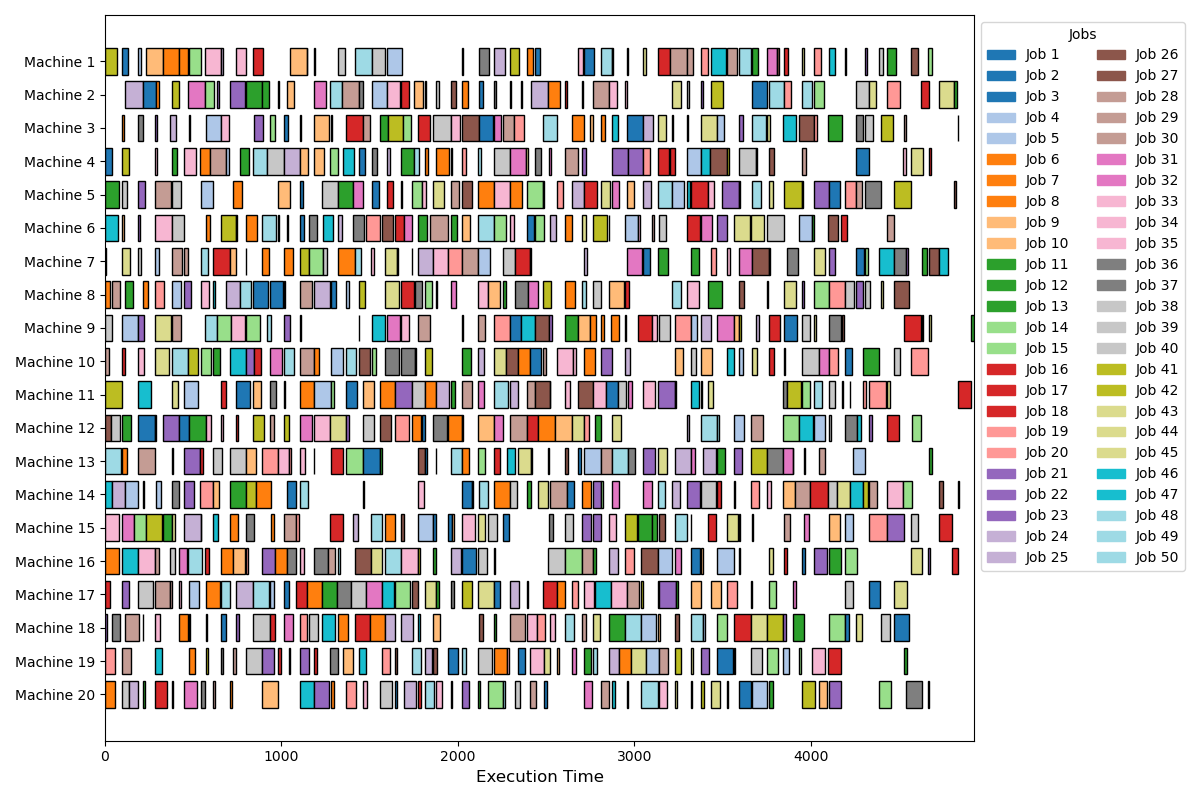 Machine 1
Machine 2
Machine 3
Machine 4
Machine 5
Machine 6
Machine 7
Machine 8
Machine 9
Machine 10
Machine 11
Machine 12
Machine 13
Machine 14
Machine 15
Machine 16
Machine 17
Machine 18
Machine 19
Machine 20
0 1000 2000 3000 4000
Execution Time
Jobs
Job 1
Job 2
Job 3
Job 4
Job 5
Job 6
Job 7
Job 8
Job 9
Job 10
Job 11
Job 12
Job 13
Job 14
Job 15
Job 16
Job 17
Job 18
Job 19
Job 20
Job 21
Job 22
Job 23
Job 24
Job 25
Job 26
Job 27
Job 28
Job 29
Job 30
Job 31
Job 32
Job 33
Job 34
Job 35
Job 36
Job 37
Job 38
Job 39
Job 40
Job 41
Job 42
Job 43
Job 44
Job 45
Job 46
Job 47
Job 48
Job 49
Job 50